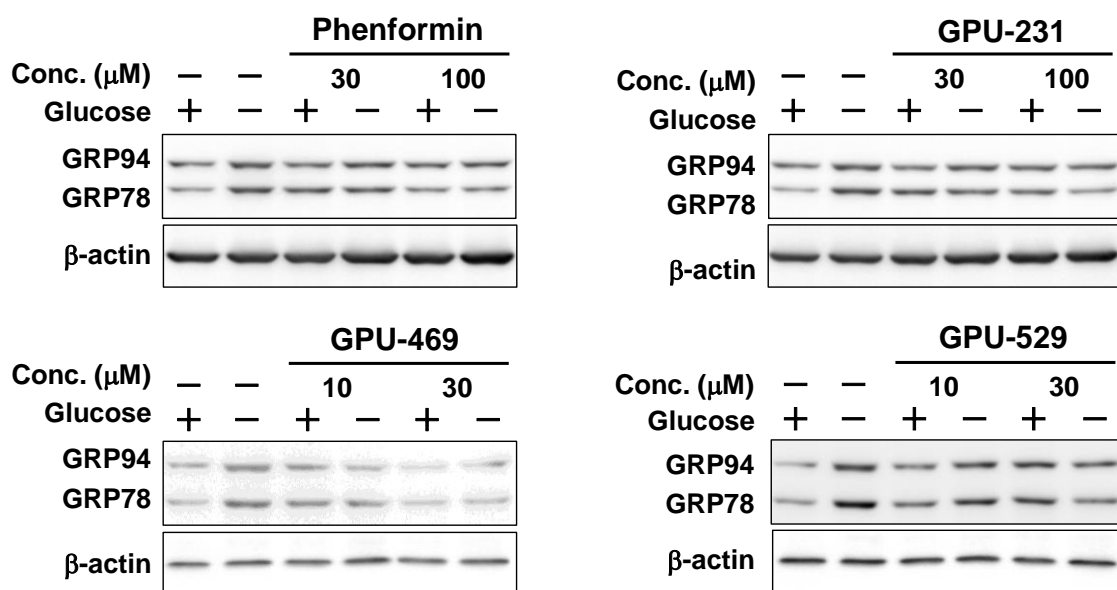 Phenformin
Conc. (μM) − − 30 100
Glucose + − + − + −
GRP94
GRP78
β-actin
GPU-231
Conc. (μM) − − 30 100
Glucose + − + − + −
GRP94
GRP78
β-actin
GPU-469
Conc. (μM) − − 10 30
Glucose + − + − + −
GRP94
GRP78
β-actin
GPU-529
Conc. (μM) − − 10 30
Glucose + − + − + −
GRP94
GRP78
β-actin